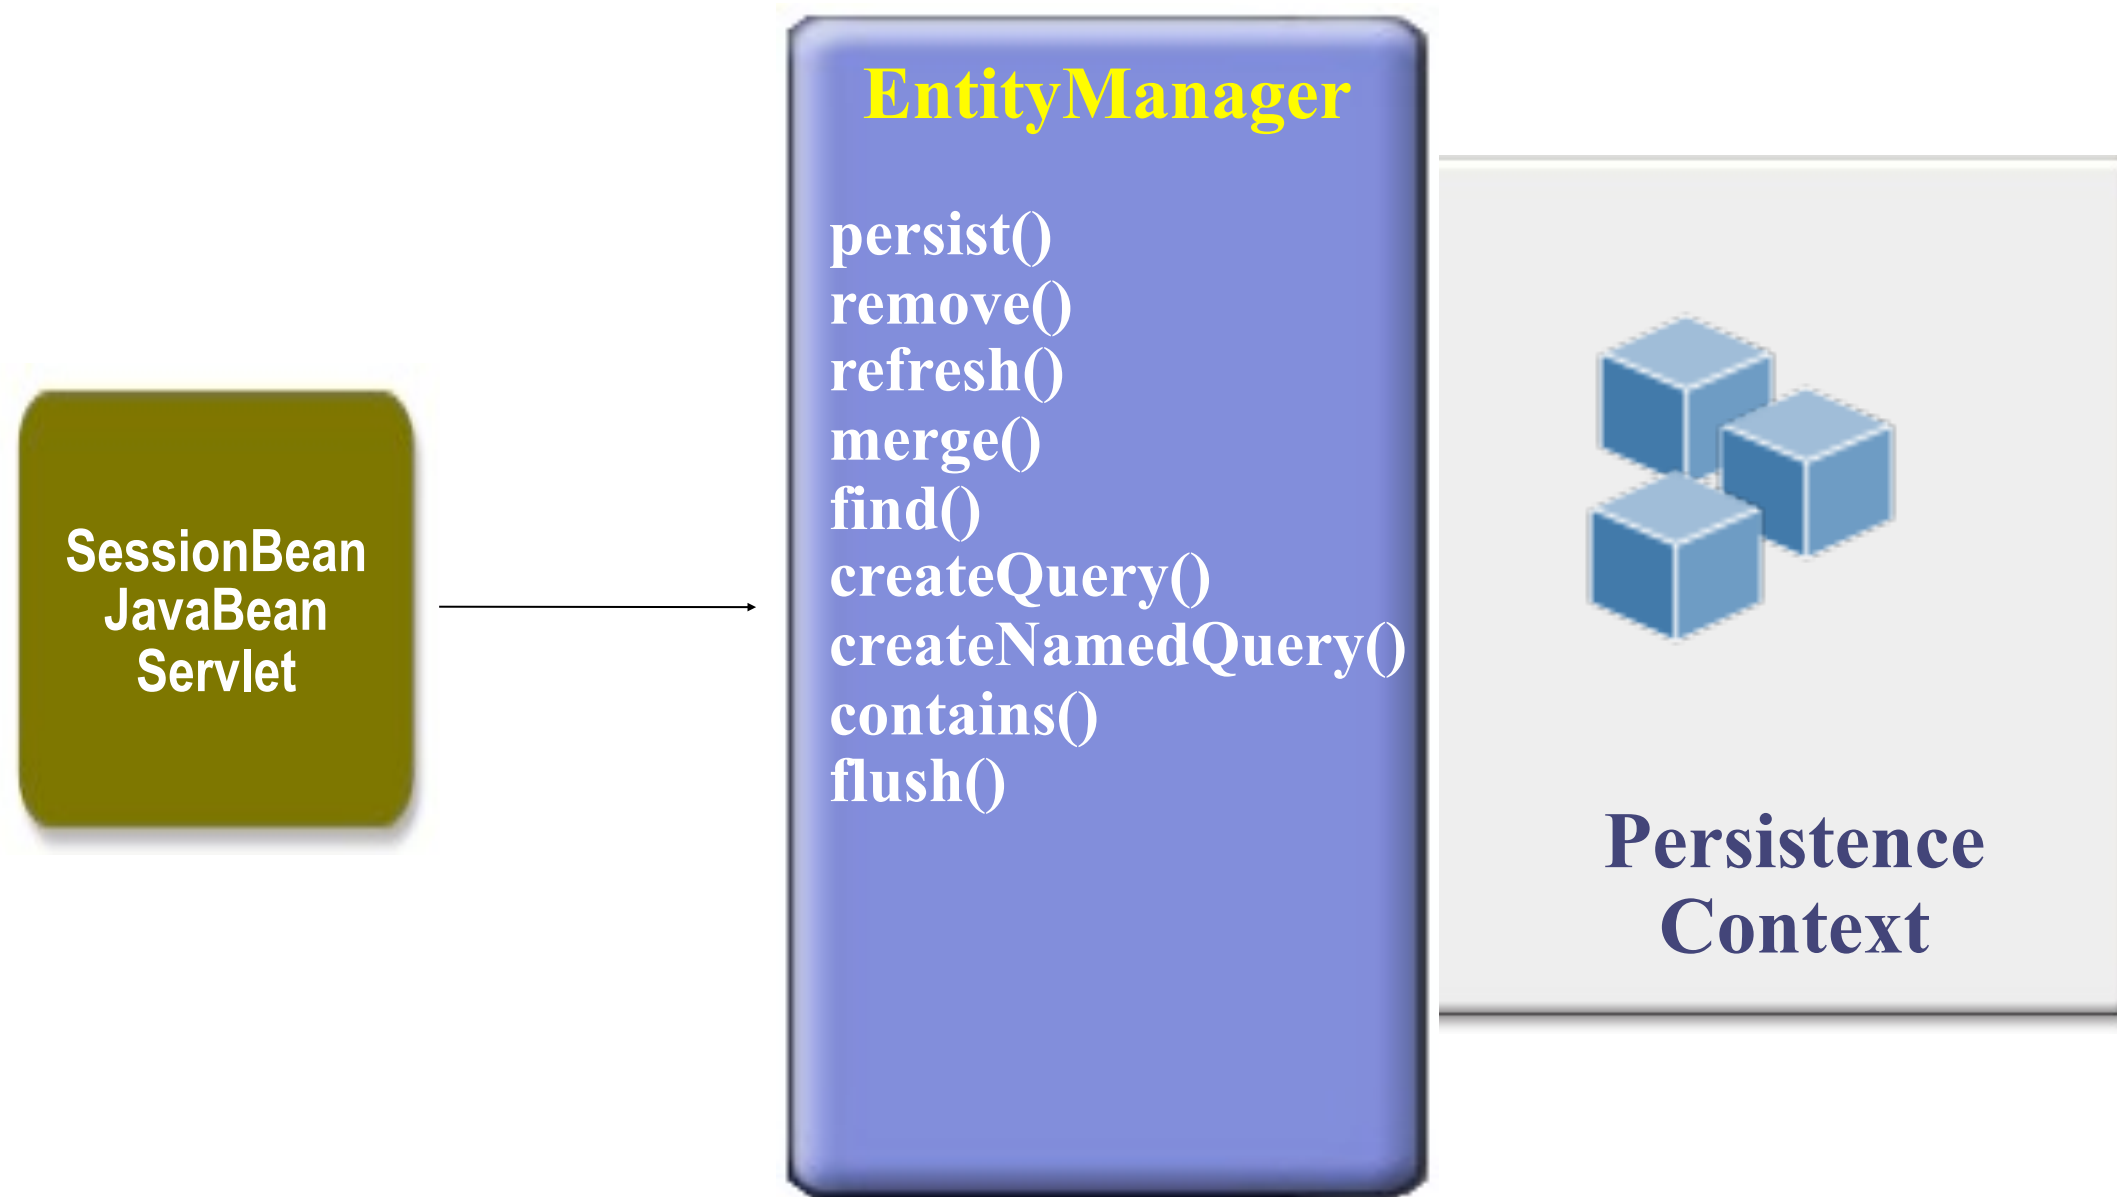 SessionBean
JavaBean
Servlet
EntityManager
persist()
remove()
refresh()
merge()
find()
createQuery()
createNamedQuery()
contains()
flush()
Persistence
Context